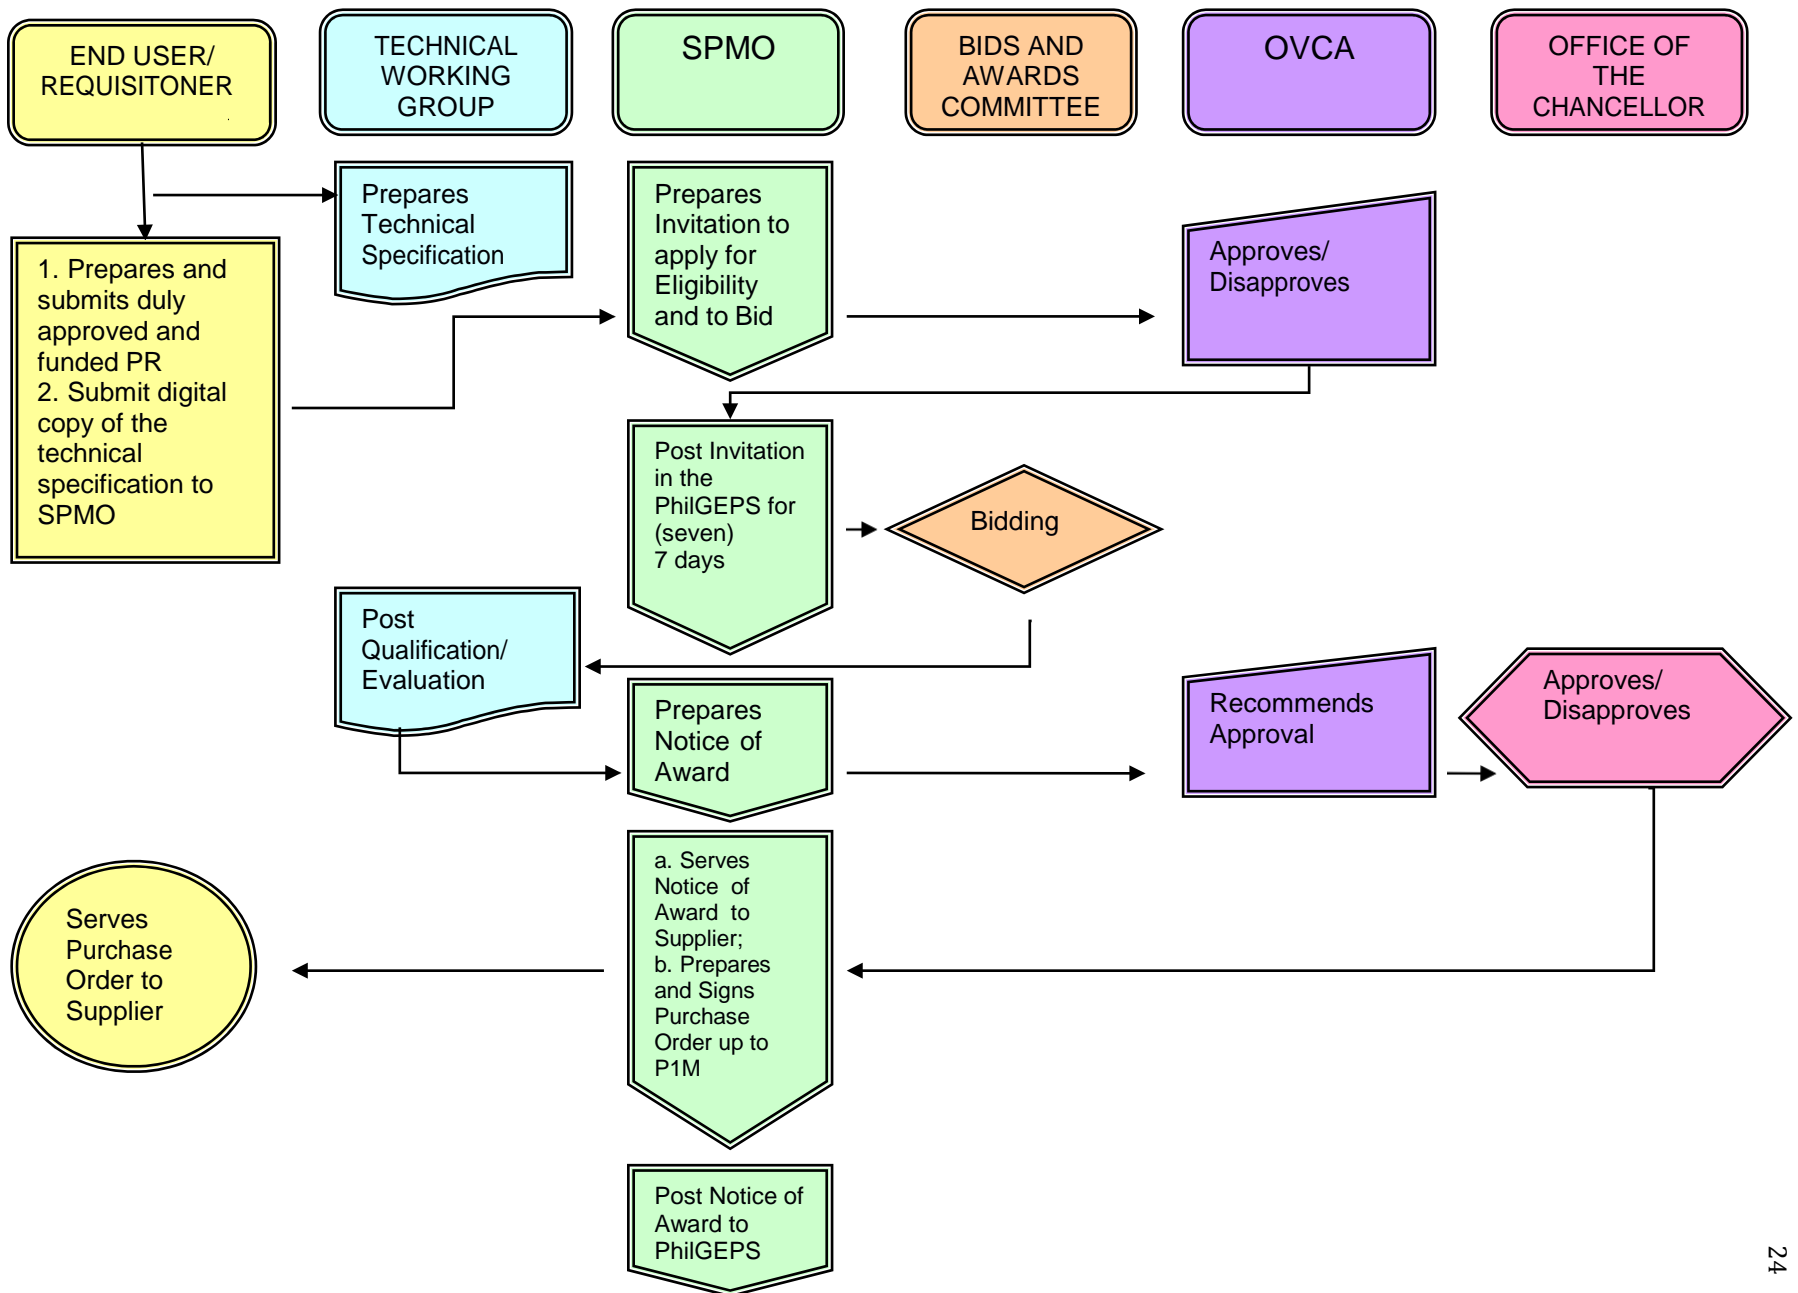 END USER/
REQUISITONER
TECHNICAL
WORKING
GROUP
SPMO
BIDS AND
AWARDS
COMMITTEE
OVCA
OFFICE OF
THE
CHANCELLOR
Prepares
Technical
Specification
Prepares
Invitation to
apply for
Eligibility
and to Bid
Approves/
Disapproves
1. Prepares and
submits duly
approved and
funded PR
2. Submit digital
copy of the
technical
specification to
SPMO
Post Invitation
in the
PhilGEPS for
(seven)
7 days
Bidding
Post
Qualification/
Evaluation
Prepares
Notice of
Award
Recommends
Approval
Approves/
Disapproves
a. Serves
Notice of
Award to
Supplier;
b. Prepares
and Signs
Purchase
Order up to
P1M
Serves
Purchase
Order to
Supplier
Post Notice of
Award to
PhilGEPS
24